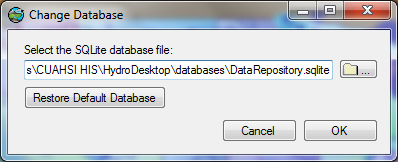 Change Database
Select the SQLite database file:
s\CUAHSI HIS\HydroDesktop\databases\DataRepository.sqlite
...
Restore Default Database
Cancel
OK